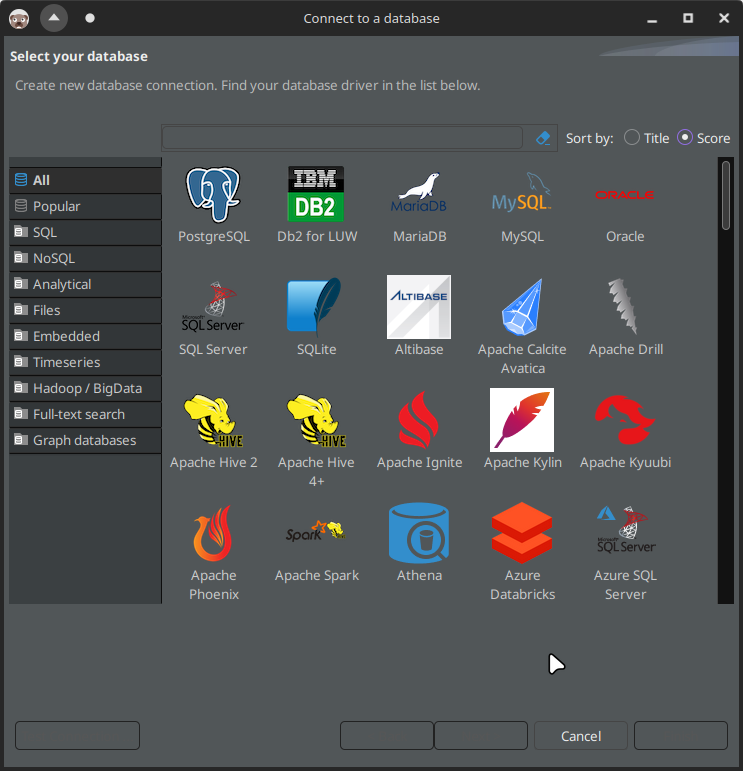 Connect to a database
Select your database
Create new database connection. Find your database driver in the list below.
Sort by: Title Score
All
Popular
SQL
NoSQL
Analytical
Files
Embedded
Timeseries
Hadoop / BigData
Full-text search
Graph databases
IBM
DB2
MariaDB
MySQL
ORACLE
PostgreSQL
Db2 for LUW
MariaDB
MySQL
Oracle
Microsoft
SQL Server
ALTIBASE
SQL Server
SQLite
Altibase
Apache Calcite
Avatica
Apache Drill
HIVE
HIVE
Apache Hive 2
Apache Hive
4+
Apache Ignite
Apache Kylin
Apache Kyuubi
Spark
Microsoft
SQL Server
Apache
Phoenix
Apache Spark
Athena
Azure
Databricks
Azure SQL
Server
Cancel